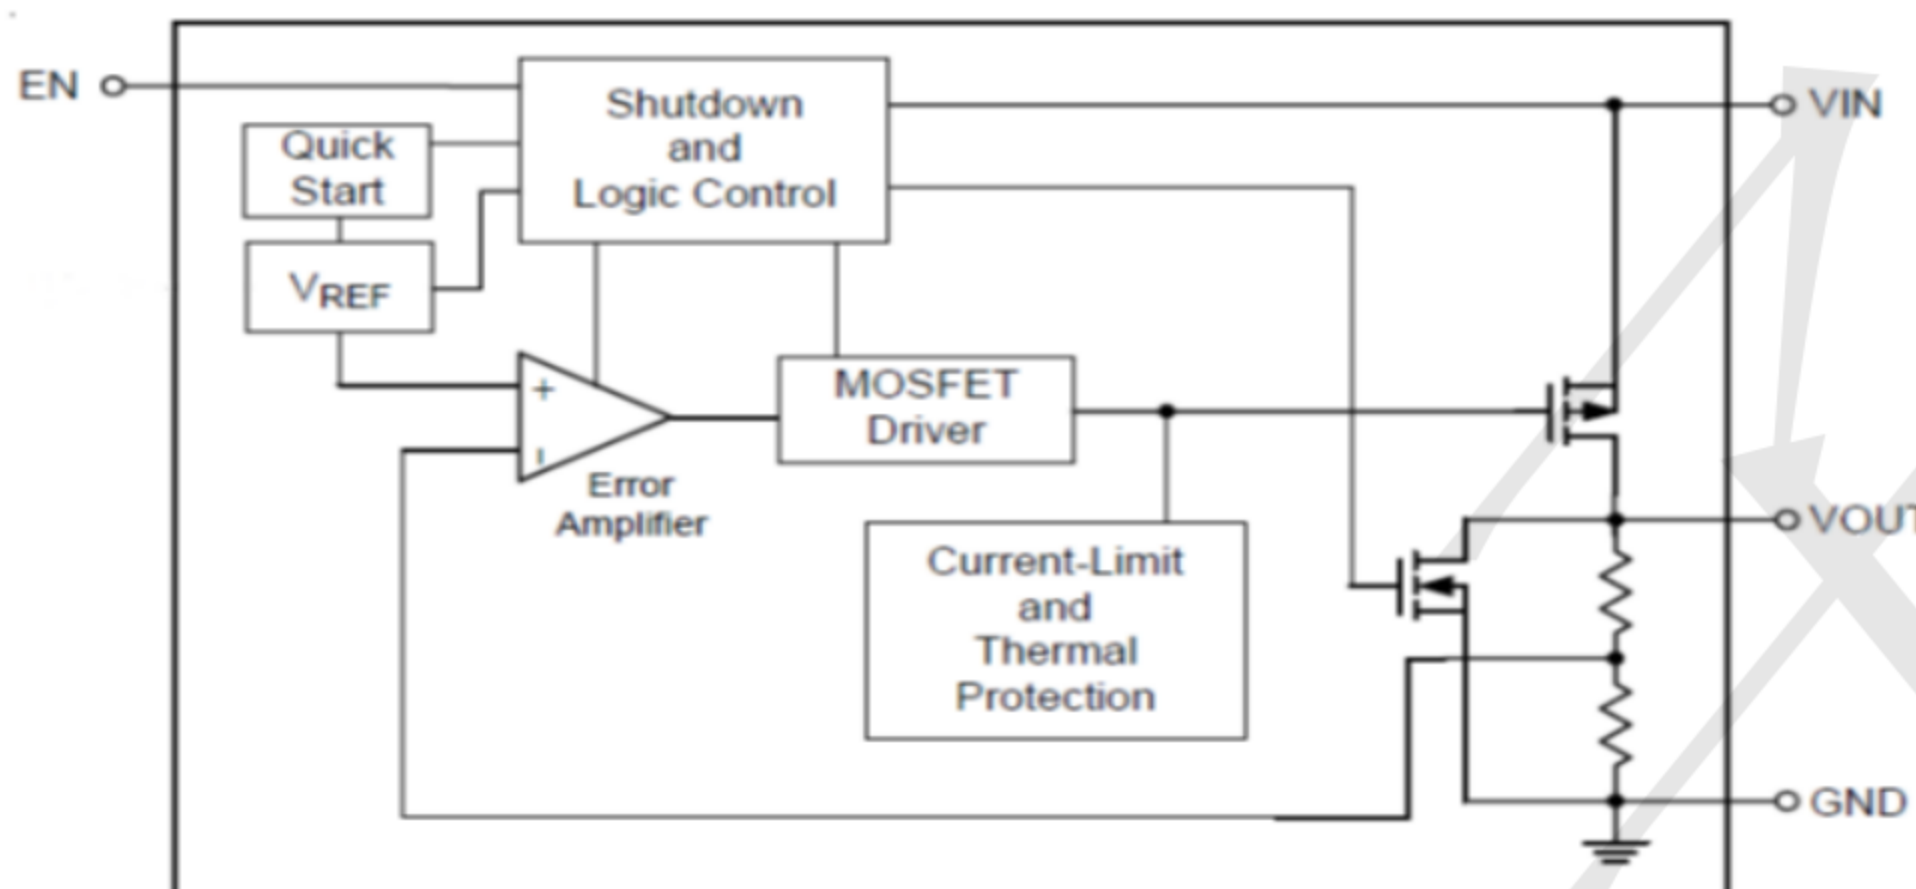 EN
Shutdown
and
Logic Control
VIN
Quick
Start
VREF
+
MOSFET
Driver
Error
Amplifier
VOUT
Current-Limit
and
Thermal
Protection
GND